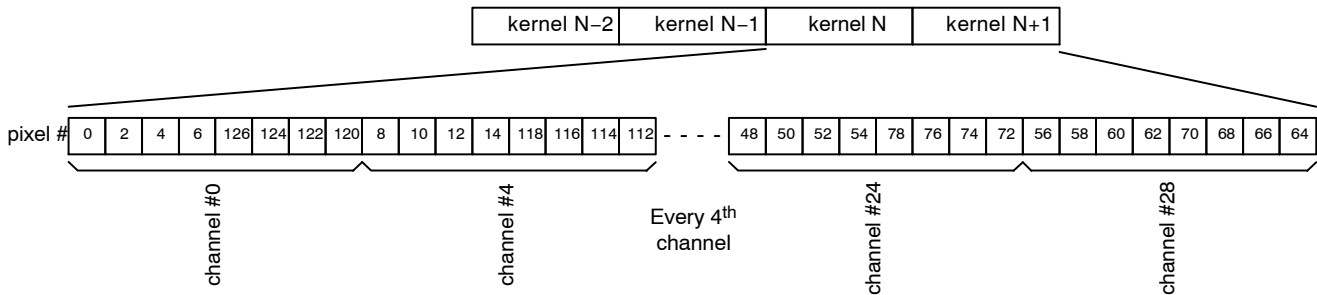 kernel N−2 kernel N−1 kernel N kernel N+1
pixel # 0 2 4 6 126 124 122 120 8 10 12 14 118 116 114 112 - - - - 48 50 52 54 78 76 74 72 56 58 60 62 70 68 66 64
channel #0
channel #4
Every 4th
channel
channel #24
channel #28